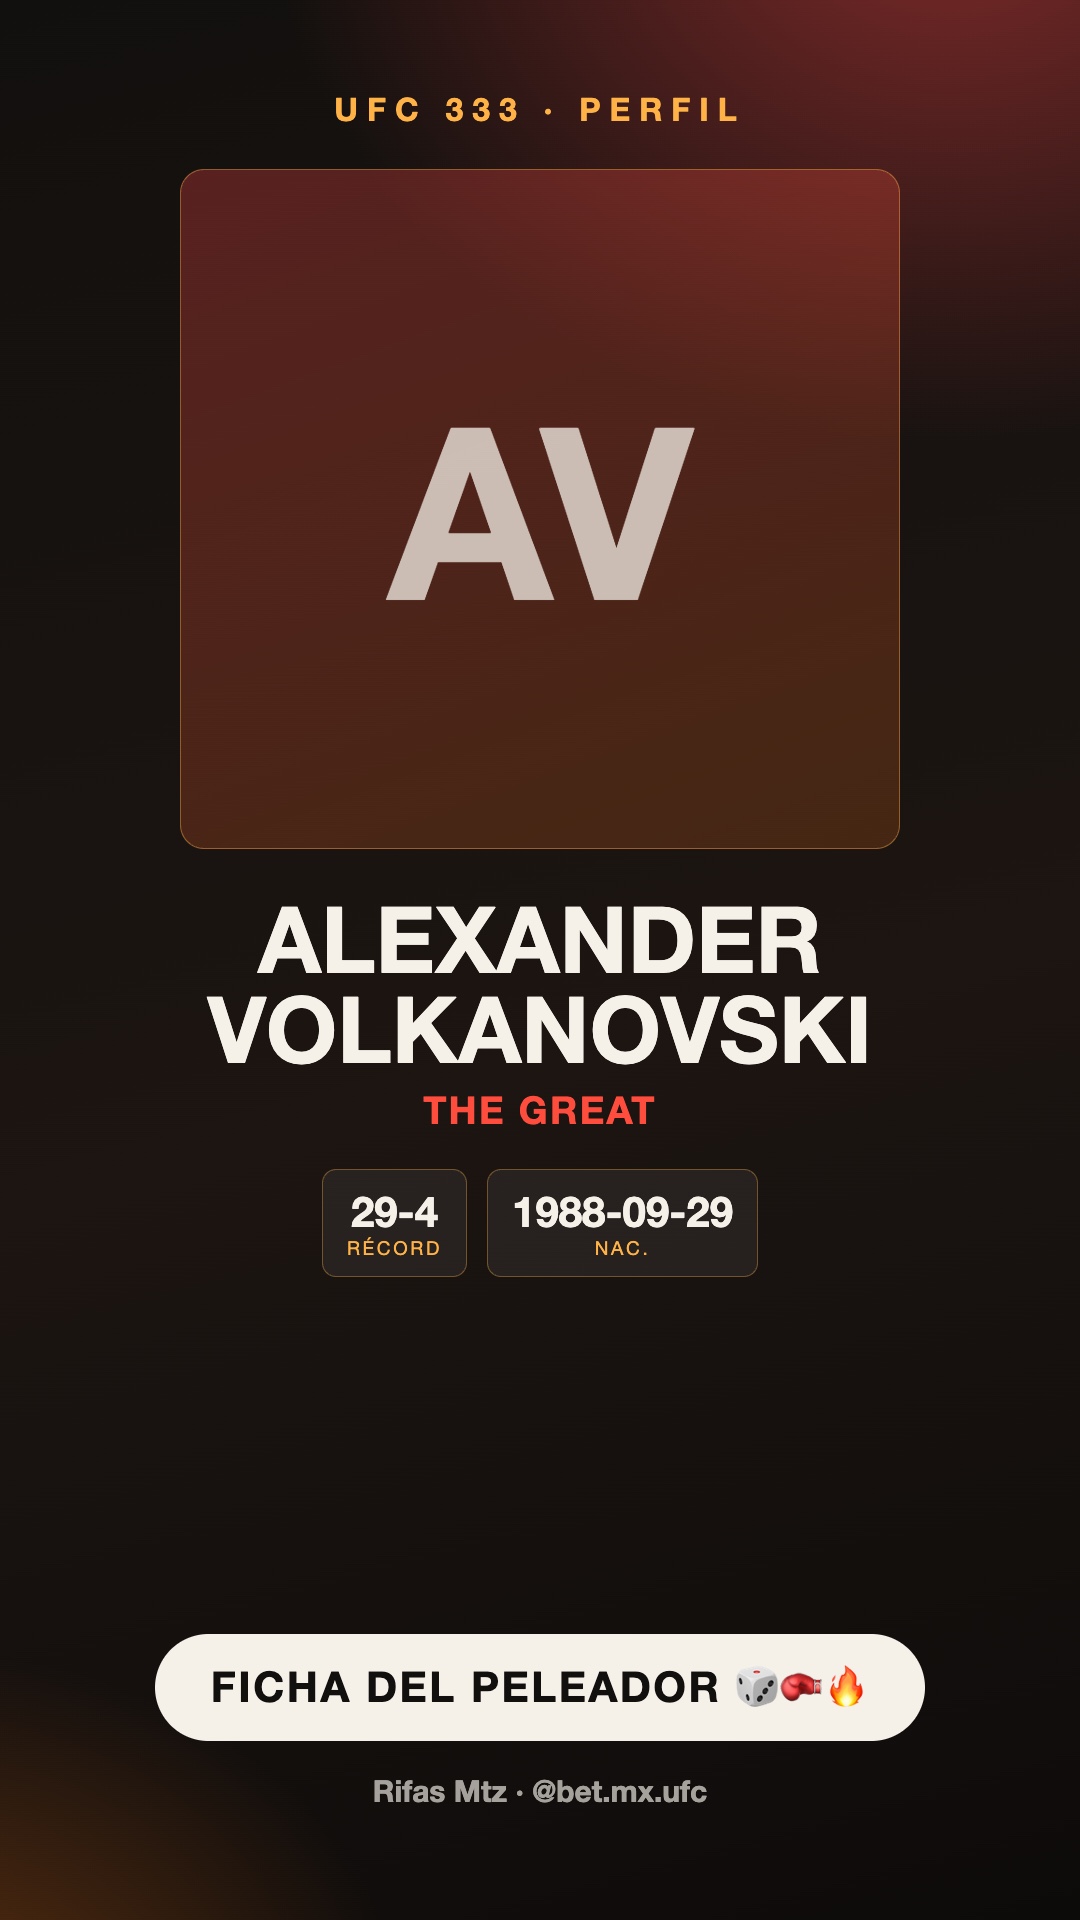 UFC 333 · PERFIL
AV
ALEXANDER
VOLKANOVSKI
THE GREAT
29-4
RÉCORD
1988-09-29
NAC.
FICHA DEL PELEADOR 🎲🥊🔥
Rifas Mtz · @bet.mx.ufc